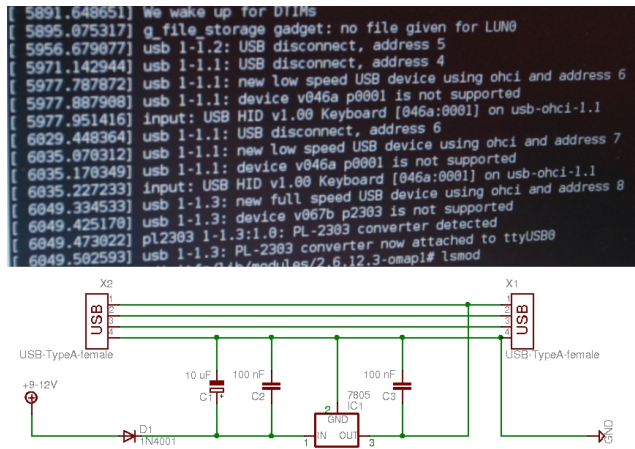 [ 5891.648651] We wake up for DTIMs
[ 5895.075317] g_file_storage gadget: no file given for LUN0
[ 5956.679077] usb 1-1.2: USB disconnect, address 5
[ 5971.142944] usb 1-1.1: USB disconnect, address 4
[ 5977.787872] usb 1-1.1: new low speed USB device using ohci and address 6
[ 5977.887908] usb 1-1.1: device v046a p0001 is not supported
[ 5977.951416] input: USB HID v1.00 Keyboard [046a:0001] on usb-ohci-1.1
[ 6029.448364] usb 1-1.1: USB disconnect, address 6
[ 6035.070312] usb 1-1.1: new low speed USB device using ohci and address 7
[ 6035.170349] usb 1-1.1: device v046a p0001 is not supported
[ 6035.227233] input: USB HID v1.00 Keyboard [046a:0001] on usb-ohci-1.1
[ 6049.334533] usb 1-1.3: new full speed USB device using ohci and address 8
[ 6049.425170] usb 1-1.3: device v067b p2303 is not supported
[ 6049.473022] pl2303 1-1.3:1.0: PL-2303 converter detected
[ 6049.502593] usb 1-1.3: PL-2303 converter now attached to ttyUSB0
/lib/modules/2.6.12.3-omap1# lsmod
X2
X1
USB
1
2
3
4
1
2
3
4
USB
USB-TypeA-female
USB-TypeA-female
+9-12V
10 uF
C1
+
100 nF
C2
100 nF
C3
7805
IC1
2
GND
IN
OUT
1
3
D1
1N4001
GND